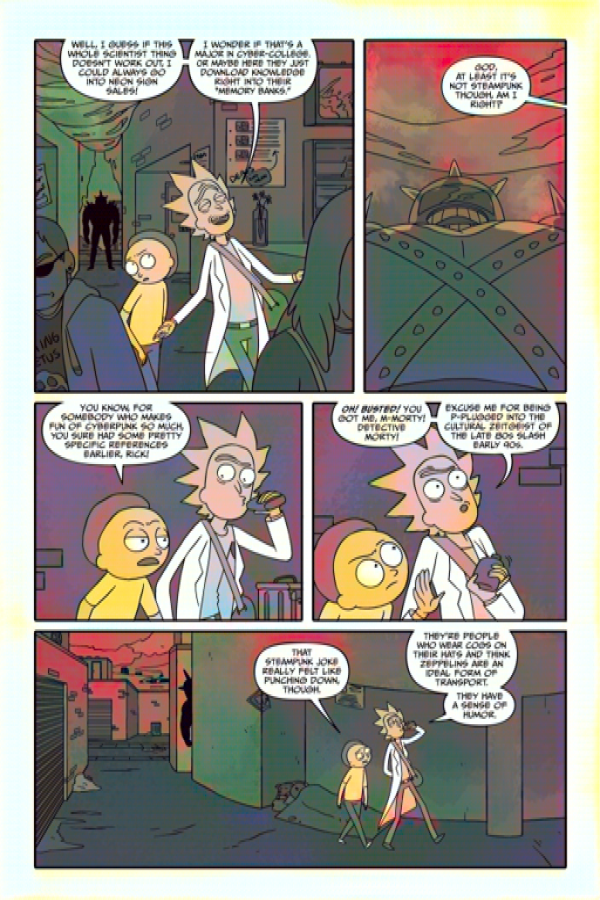 WELL, I GUESS IF THIS
WHOLE SCIENTIST THING
DOESN'T WORK OUT, I
COULD ALWAYS GO
INTO NEON SIGN
SALES!
I WONDER IF THAT'S A
MAJOR IN CYBER-COLLEGE.
OR MAYBE HERE THEY JUST
DOWNLOAD KNOWLEDGE
RIGHT INTO THEIR
"MEMORY BANKS."
GOD,
AT LEAST IT'S
NOT STEAMPUNK
THOUGH, AM I
RIGHT?
YOU KNOW, FOR
SOMEBODY WHO MAKES
FUN OF CYBERPUNK SO MUCH,
YOU SURE HAD SOME PRETTY
SPECIFIC REFERENCES
EARLIER, RICK!
OH! BUSTED! YOU
GOT ME, M-MORTY!
DETECTIVE
MORTY!
EXCUSE ME FOR BEING
P-PLUGGED INTO THE
CULTURAL ZEITGEIST OF
THE LATE 80S SLASH
EARLY 90S.
THAT
STEAMPUNK JOKE
REALLY FELT LIKE
PUNCHING DOWN,
THOUGH.
THEY'RE PEOPLE
WHO WEAR COGS ON
THEIR HATS AND THINK
ZEPPELINS ARE AN
IDEAL FORM OF
TRANSPORT.
THEY HAVE
A SENSE OF
HUMOR.